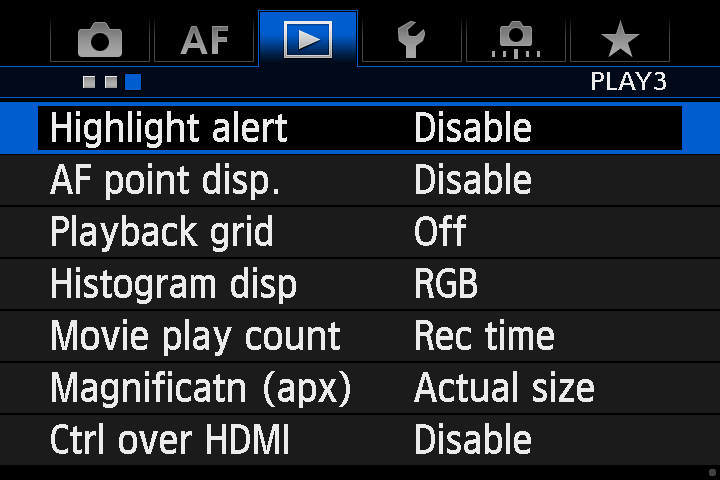 AF
PLAY3
Highlight alert Disable
AF point disp. Disable
Playback grid Off
Histogram disp RGB
Movie play count Rec time
Magnificatn (apx) Actual size
Ctrl over HDMI Disable